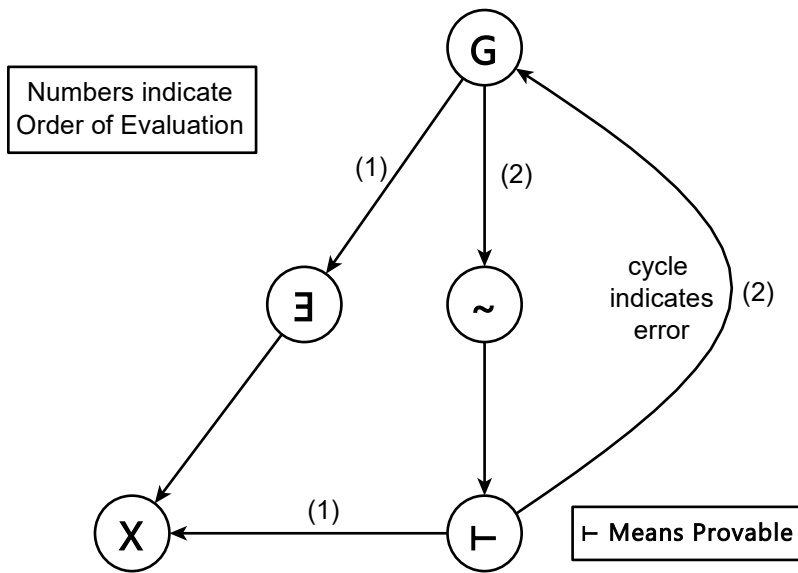 G
Numbers indicate
Order of Evaluation
(1)
(2)
∃
~
cycle
indicates
error
(2)
X
(1)
⊢
⊢ Means Provable